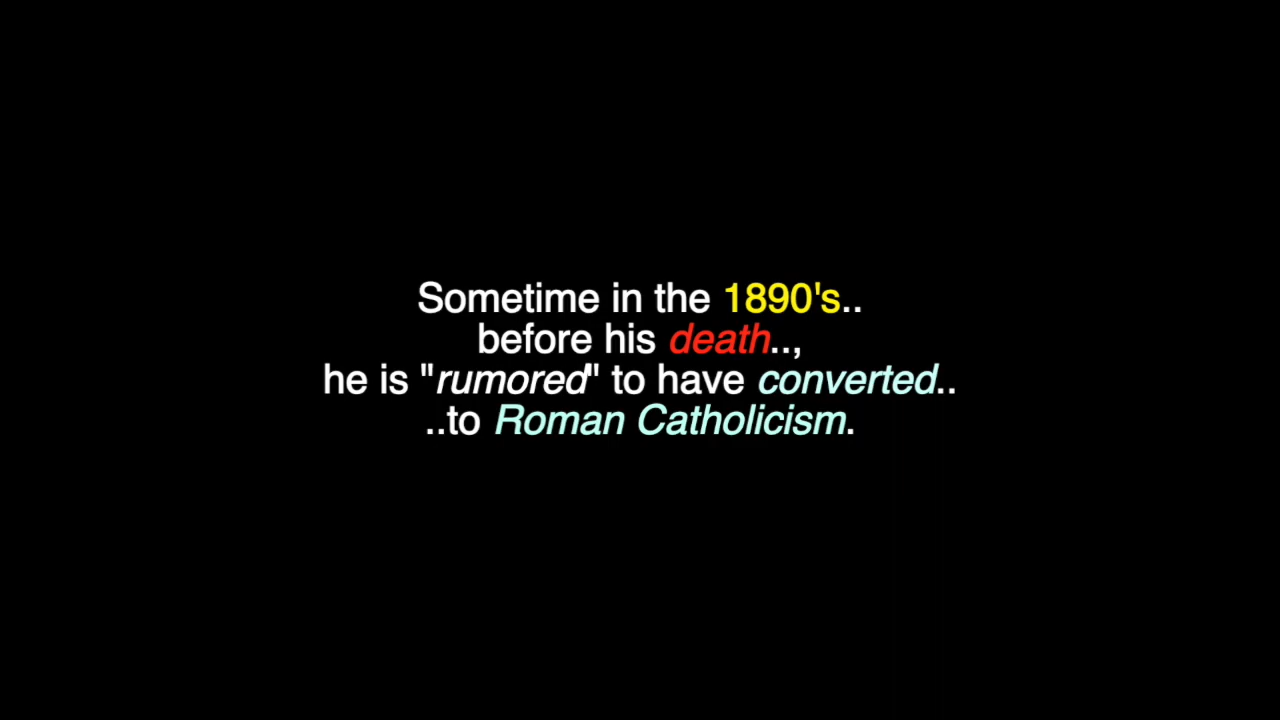 Sometime in the 1890's..
before his death..,
he is "rumored" to have converted..
..to Roman Catholicism.